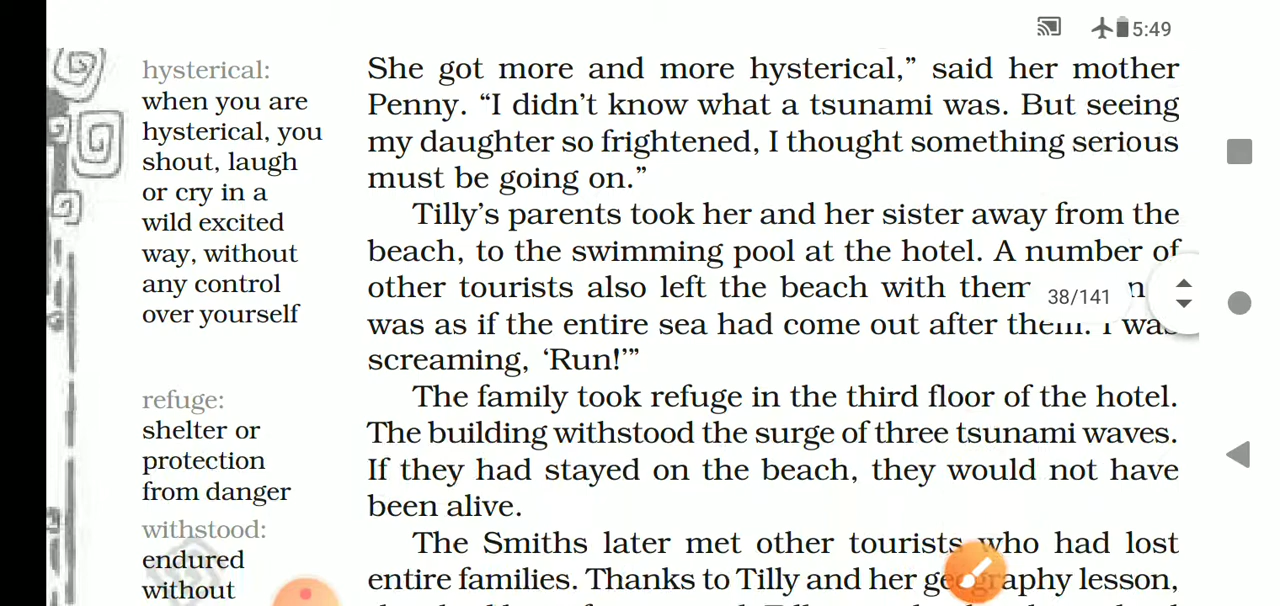 5:49
hysterical:
when you are
hysterical, you
shout, laugh
or cry in a
wild excited
way, without
any control
over yourself
refuge:
shelter or
protection
from danger
withstood:
endured
without
She got more and more hysterical,” said her mother
Penny. “I didn’t know what a tsunami was. But seeing
my daughter so frightened, I thought something serious
must be going on.”
Tilly’s parents took her and her sister away from the
beach, to the swimming pool at the hotel. A number of
other tourists also left the beach with them
38/141
was as if the entire sea had come out after them. I was
screaming, ‘Run!’”
The family took refuge in the third floor of the hotel.
The building withstood the surge of three tsunami waves.
If they had stayed on the beach, they would not have
been alive.
The Smiths later met other tourists who had lost
entire families. Thanks to Tilly and her geography lesson,